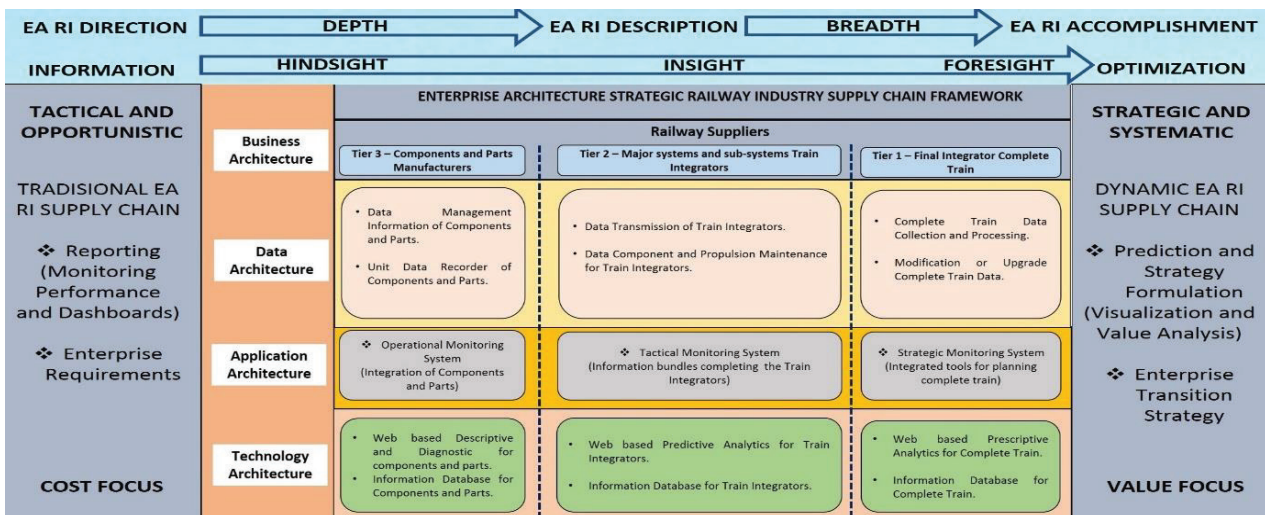 EA RI DIRECTION
DEPTH
EA RI DESCRIPTION
BREADTH
EA RI ACCOMPLISHMENT
INFORMATION
HINDSIGHT
INSIGHT
FORESIGHT
OPTIMIZATION
TACTICAL AND
OPPORTUNISTIC
TRADISIONAL EA
RI SUPPLY CHAIN
❖ Reporting
(Monitoring
Performance
and Dashboards)
❖ Enterprise
Requirements
COST FOCUS
ENTERPRISE ARCHITECTURE STRATEGIC RAILWAY INDUSTRY SUPPLY CHAIN FRAMEWORK
Business
Architecture
Railway Suppliers
Tier 3 – Components and Parts
Manufacturers
Tier 2 – Major systems and sub-systems Train
Integrators
Tier 1 – Final Integrator Complete
Train
Data
Architecture
• Data Management
Information of Components
and Parts.
• Unit Data Recorder of
Components and Parts.
• Data Transmission of Train Integrators.
• Data Component and Propulsion Maintenance
for Train Integrators.
• Complete Train Data
Collection and Processing.
• Modification or Upgrade
Complete Train Data.
Application
Architecture
❖ Operational Monitoring
System
(Integration of Components
and Parts)
❖ Tactical Monitoring System
(Information bundles completing the Train
Integrators)
❖ Strategic Monitoring System
(Integrated tools for planning
complete train)
Technology
Architecture
• Web based Descriptive
and Diagnostic for
components and parts.
• Information Database for
Components and Parts.
• Web based Predictive Analytics for Train
Integrators.
• Information Database for Train Integrators.
• Web based Prescriptive
Analytics for Complete Train.
• Information Database for
Complete Train.
STRATEGIC AND
SYSTEMATIC
DYNAMIC EA RI
SUPPLY CHAIN
❖ Prediction and
Strategy
Formulation
(Visualization and
Value Analysis)
❖ Enterprise
Transition
Strategy
VALUE FOCUS